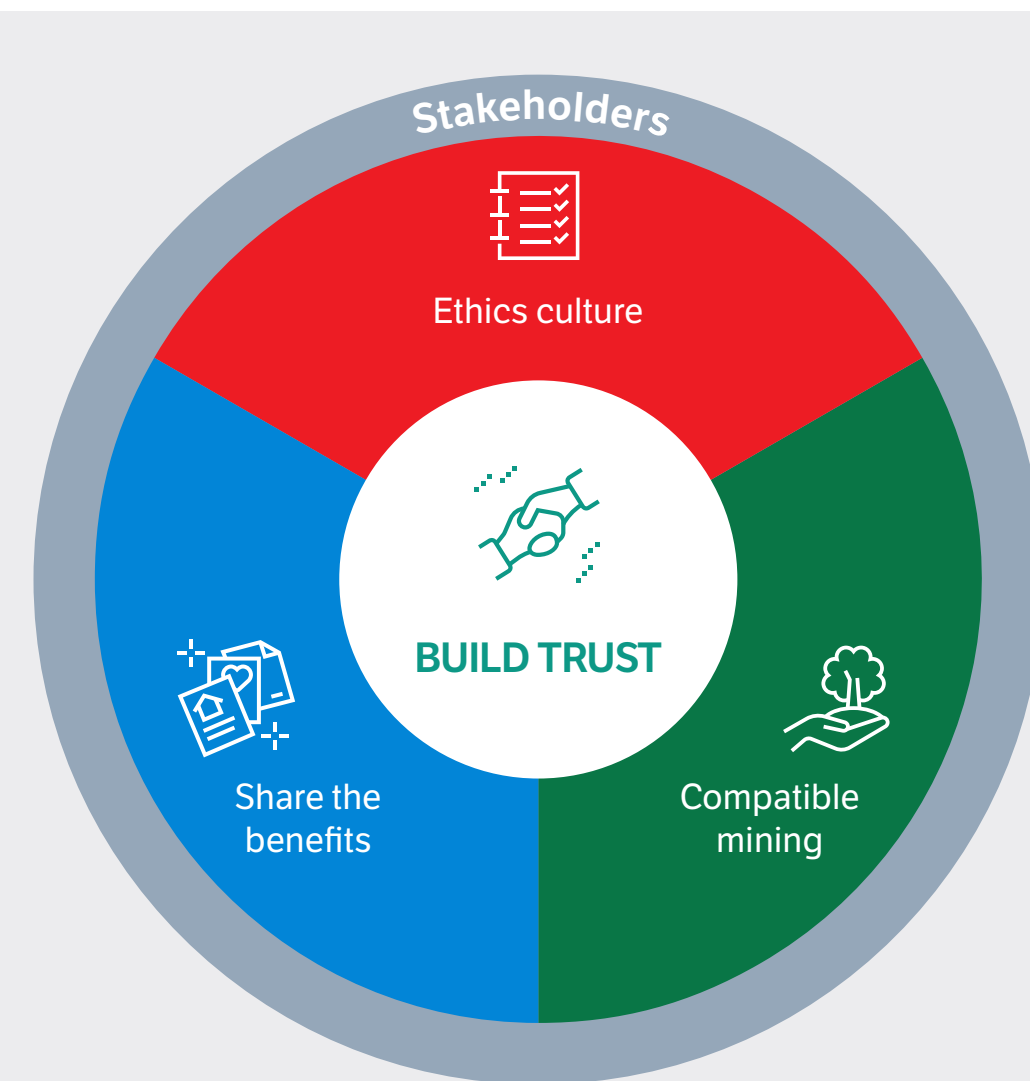 Stakeholders
Ethics culture
BUILD TRUST
Share the
benefits
Compatible
mining